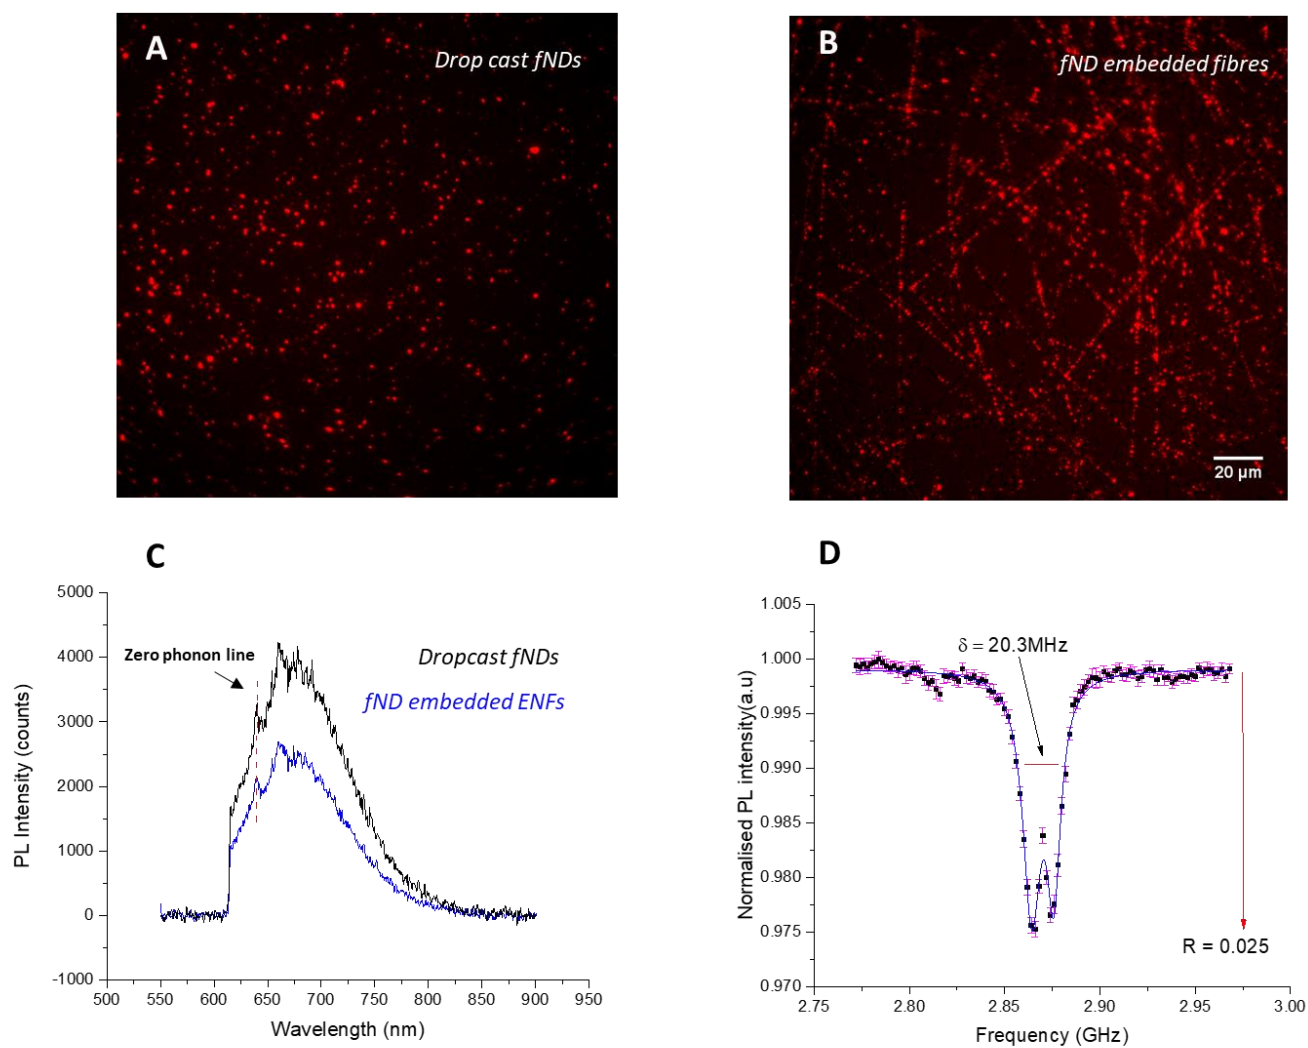 A
Drop cast fNDs
B
fND embedded fibres
20 µm
C
5000
4000
3000
2000
1000
0
-1000
500
550
600
650
700
750
800
850
900
950
PL Intensity (counts)
Wavelength (nm)
Zero phonon line
Dropcast fNDs
fND embedded ENFs
D
1.005
1.000
0.995
0.990
0.985
0.980
0.975
0.970
2.75
2.80
2.85
2.90
2.95
3.00
Normalised PL intensity(a.u)
Frequency (GHz)
δ = 20.3MHz
R = 0.025